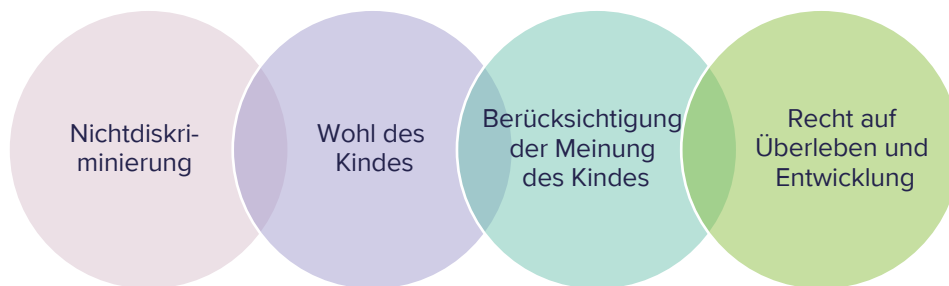 Nichtdiskri-
minierung
Wohl des
Kindes
Berücksichtigung
der Meinung
des Kindes
Recht auf
Überleben und
Entwicklung